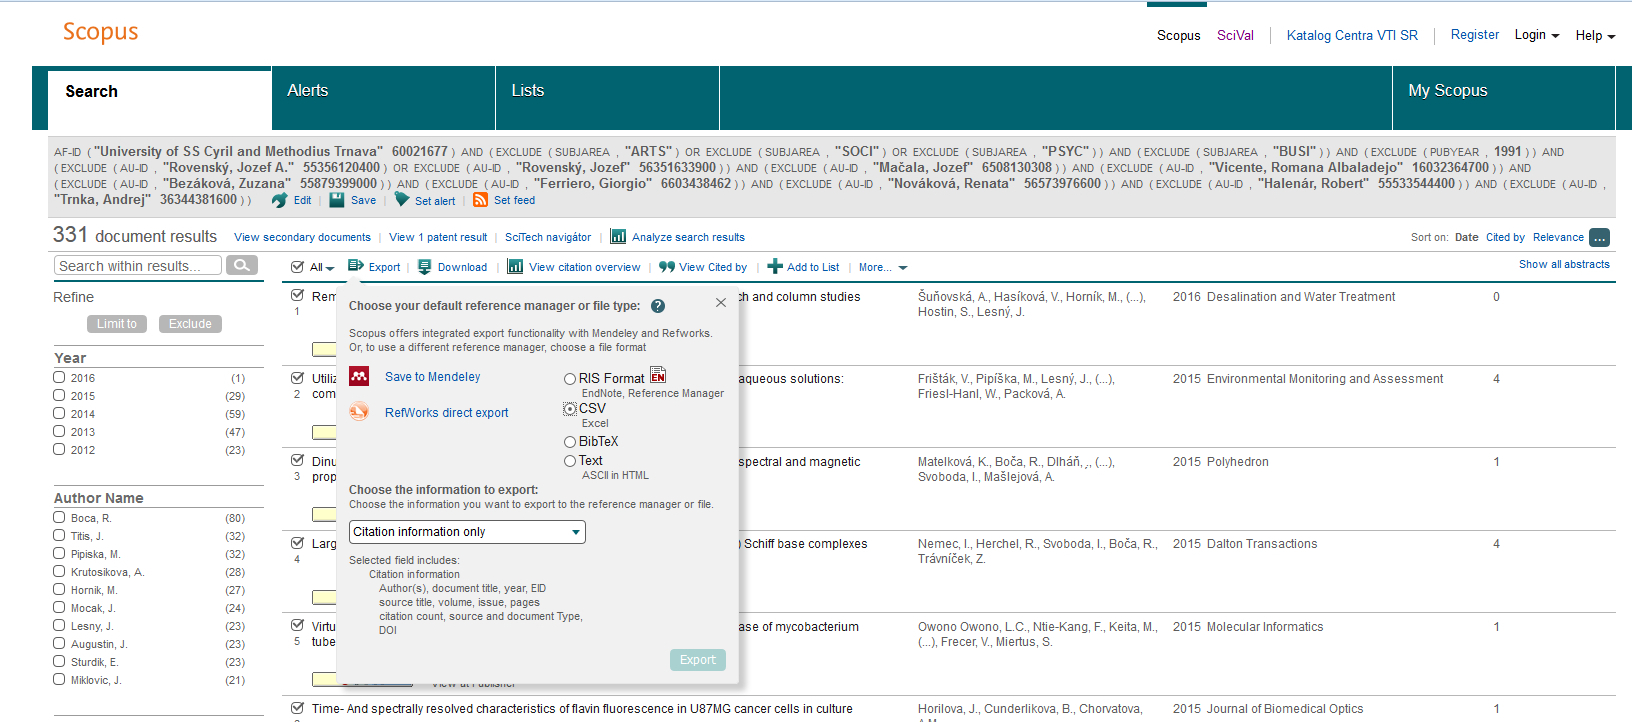 Scopus
Scopus SciVal Katalog Centra VTI SR Register Login Help
Search Alerts Lists My Scopus
AF-ID ( "University of SS Cyril and Methodius Trnava" 60021677 ) AND ( EXCLUDE ( SUBJAREA , "ARTS" ) OR EXCLUDE ( SUBJAREA , "SOCI" ) OR EXCLUDE ( SUBJAREA , "PSYC" ) ) AND ( EXCLUDE ( SUBJAREA , "BUSI" ) ) AND ( EXCLUDE ( PUBYEAR , 1991 ) ) AND
( EXCLUDE ( AU-ID , "Rovenský, Jozef A." 55356120400 ) OR EXCLUDE ( AU-ID , "Rovenský, Jozef" 56351633900 ) ) AND ( EXCLUDE ( AU-ID , "Mačala, Jozef" 6508130308 ) ) AND ( EXCLUDE ( AU-ID , "Vicente, Romana Albaladejo" 16032364700 ) ) AND
( EXCLUDE ( AU-ID , "Bezáková, Zuzana" 55879399000 ) ) AND ( EXCLUDE ( AU-ID , "Ferriero, Giorgio" 6603438462 ) ) AND ( EXCLUDE ( AU-ID , "Nováková, Renata" 56573976600 ) ) AND ( EXCLUDE ( AU-ID , "Halenár, Robert" 55533544400 ) ) AND ( EXCLUDE ( AU-ID ,
"Trnka, Andrej" 36344381600 ) ) Edit | Save | Set alert | Set feed
331 document results View secondary documents | View 1 patent result | SciTech navigátor | Analyze search results Sort on: Date Cited by Relevance ...
Search within results...
All Export | Download | View citation overview | View Cited by | Add to List | More... Show all abstracts
Refine
Limit to Exclude
Year
2016 (1)
2015 (29)
2014 (59)
2013 (47)
2012 (23)
Author Name
Boca, R. (80)
Titis, J. (32)
Pipiska, M. (32)
Krutosikova, A. (28)
Hornik, M. (27)
Mocak, J. (24)
Lesny, J. (23)
Augustin, J. (23)
Sturdik, E. (23)
Miklovic, J. (21)
Choose your default reference manager or file type: ?
Scopus offers integrated export functionality with Mendeley and Refworks.
Or, to use a different reference manager, choose a file format
Save to Mendeley
RefWorks direct export
RIS Format EN
EndNote, Reference Manager
CSV
Excel
BibTeX
Text
ASCII in HTML
Choose the information to export:
Choose the information you want to export to the reference manager or file.
Citation information only
Selected field includes:
Citation information
Author(s), document title, year, EID
source title, volume, issue, pages
citation count, source and document Type,
DOI
Export
1 Rem ch and column studies Šuňovská, A., Hasíková, V., Horník, M., (...), 2016 Desalination and Water Treatment 0
Hostin, S., Lesný, J.
2 Utiliz aqueous solutions: Frišták, V., Pipíška, M., Lesný, J., (...), 2015 Environmental Monitoring and Assessment 4
com Friesl-Hanl, W., Packová, A.
3 Dinu spectral and magnetic Matelková, K., Boča, R., Dlháň, ., (...), 2015 Polyhedron 1
prop Svoboda, I., Mašlejová, A.
4 Larg ) Schiff base complexes Nemec, I., Herchel, R., Svoboda, I., Boča, R., 2015 Dalton Transactions 4
Trávníček, Z.
5 Virtu ase of mycobacterium Owono Owono, L.C., Ntie-Kang, F., Keita, M., 2015 Molecular Informatics 1
tube (...), Frecer, V., Miertus, S.
View at Publisher
Time- And spectrally resolved characteristics of flavin fluorescence in U87MG cancer cells in culture Horilova, J., Cunderlikova, B., Chorvatova, 2015 Journal of Biomedical Optics 1